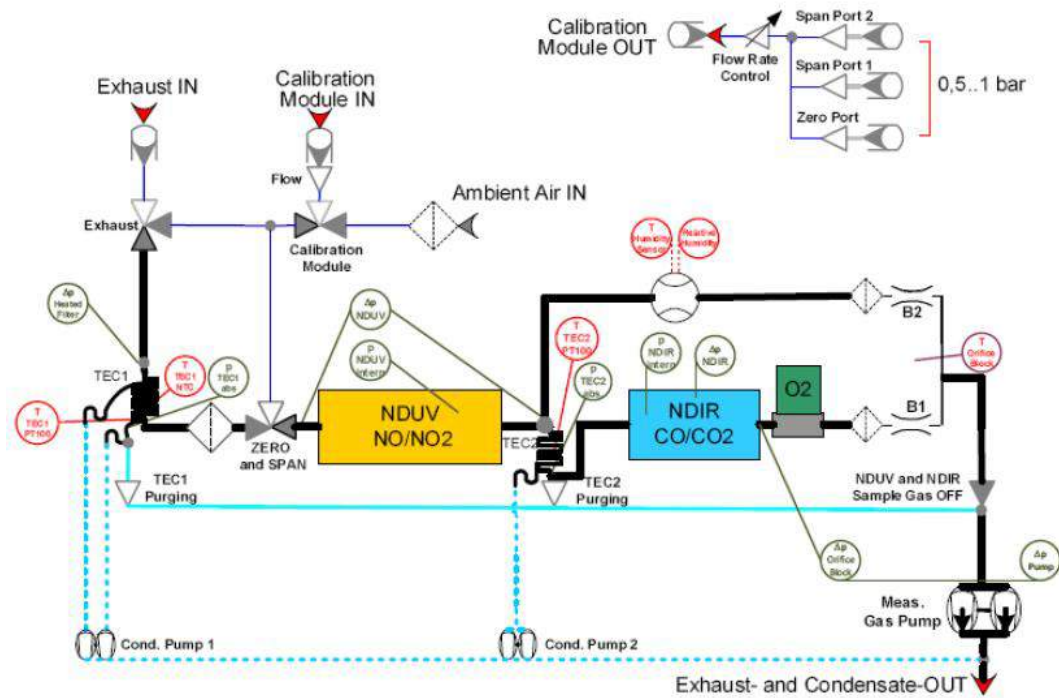 Calibration
Module OUT
Span Port 2
Flow Rate
Control
Span Port 1
0,5..1 bar
Zero Port
Exhaust IN
Calibration
Module IN
Flow
Ambient Air IN
Exhaust
Calibration
Module
T
Humidity
Sensor
Relative
Humidity
Δp
Heated
Filter
Δp
NDUV
B2
T
TEC2
PT100
p
NDIR
intern
Δp
NDIR
T
Orifice
Block
TEC1
T
TEC1
NTC
p
TEC1
abs
p
NDUV
intern
p
TEC2
abs
O2
T
TEC1
PT100
NDUV
NO/NO2
TEC2
NDIR
CO/CO2
B1
ZERO
and SPAN
TEC1
Purging
TEC2
Purging
NDUV and NDIR
Sample Gas OFF
Δp
Orifice
Block
Δp
Pump
Meas.
Gas Pump
Cond. Pump 1
Cond. Pump 2
Exhaust- and Condensate-OUT